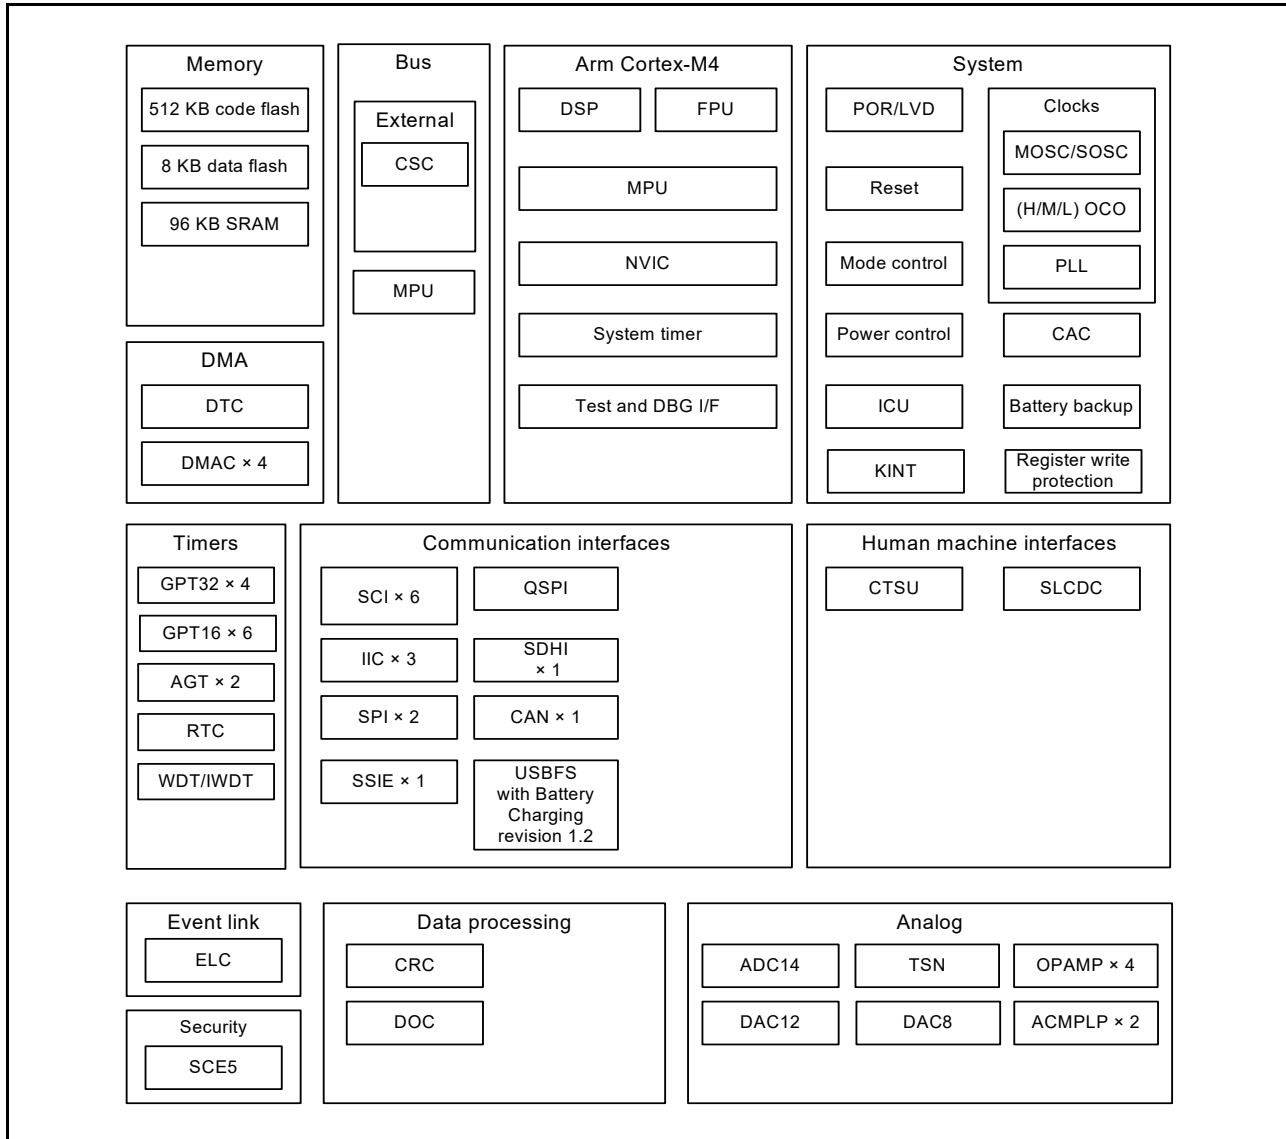 Memory
512 KB code flash
8 KB data flash
96 KB SRAM
DMA
DTC
DMAC × 4
Bus
External
CSC
MPU
Arm Cortex-M4
DSP
FPU
MPU
NVIC
System timer
Test and DBG I/F
System
POR/LVD
Reset
Mode control
Power control
ICU
KINT
Clocks
MOSC/SOSC
(H/M/L) OCO
PLL
CAC
Battery backup
Register write
protection
Timers
GPT32 × 4
GPT16 × 6
AGT × 2
RTC
WDT/IWDT
Communication interfaces
SCI × 6
IIC × 3
SPI × 2
SSIE × 1
QSPI
SDHI
× 1
CAN × 1
USBFS
with Battery
Charging
revision 1.2
Human machine interfaces
CTSU
SLCDC
Event link
ELC
Security
SCE5
Data processing
CRC
DOC
Analog
ADC14
TSN
OPAMP × 4
DAC12
DAC8
ACMPLP × 2